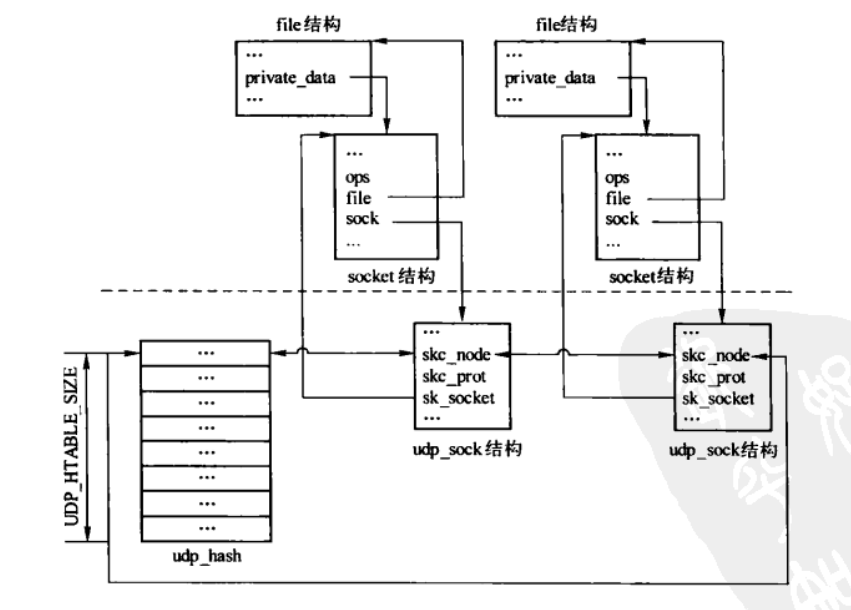 file结构
...
private_data
...
file结构
...
private_data
...
...
ops
file
sock
...
socket结构
...
ops
file
sock
...
socket结构
UDP_HTABLE_SIZE
...
...
...
...
...
...
...
...
udp_hash
...
skc_node
skc_prot
sk_socket
...
udp_sock结构
...
skc_node
skc_prot
sk_socket
...
udp_sock结构